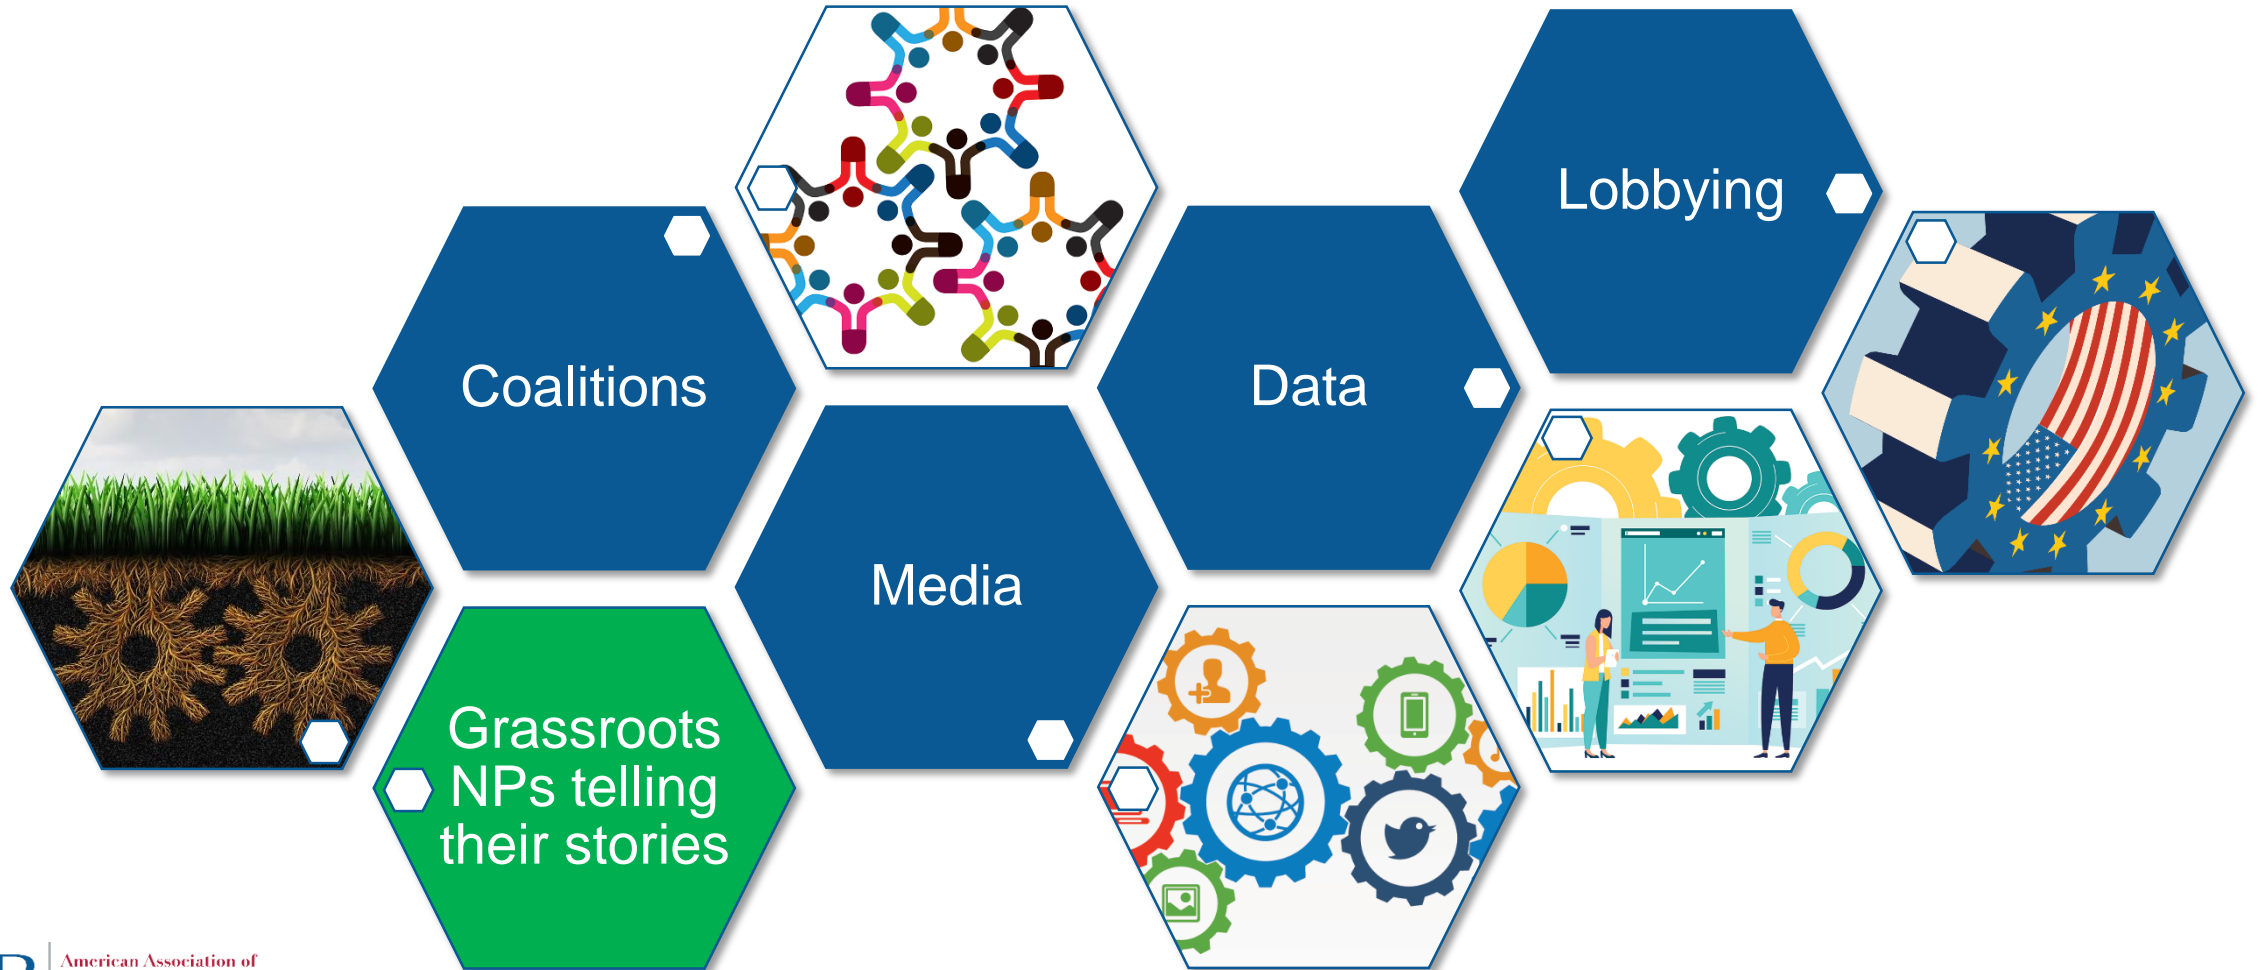 Lobbying
Coalitions
Data
Media
Grassroots
NPs telling
their stories
American Association of